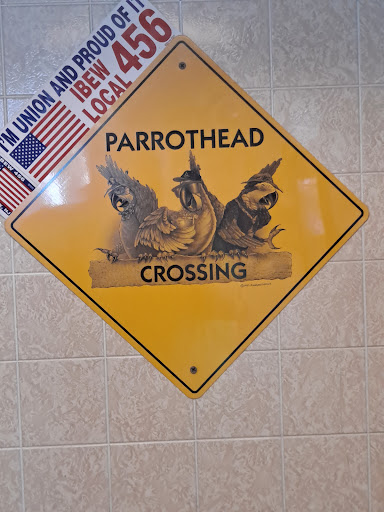 I'M UNION AND PROUD OF IT
IBEW
LOCAL 456
PARROTHEAD
CROSSING